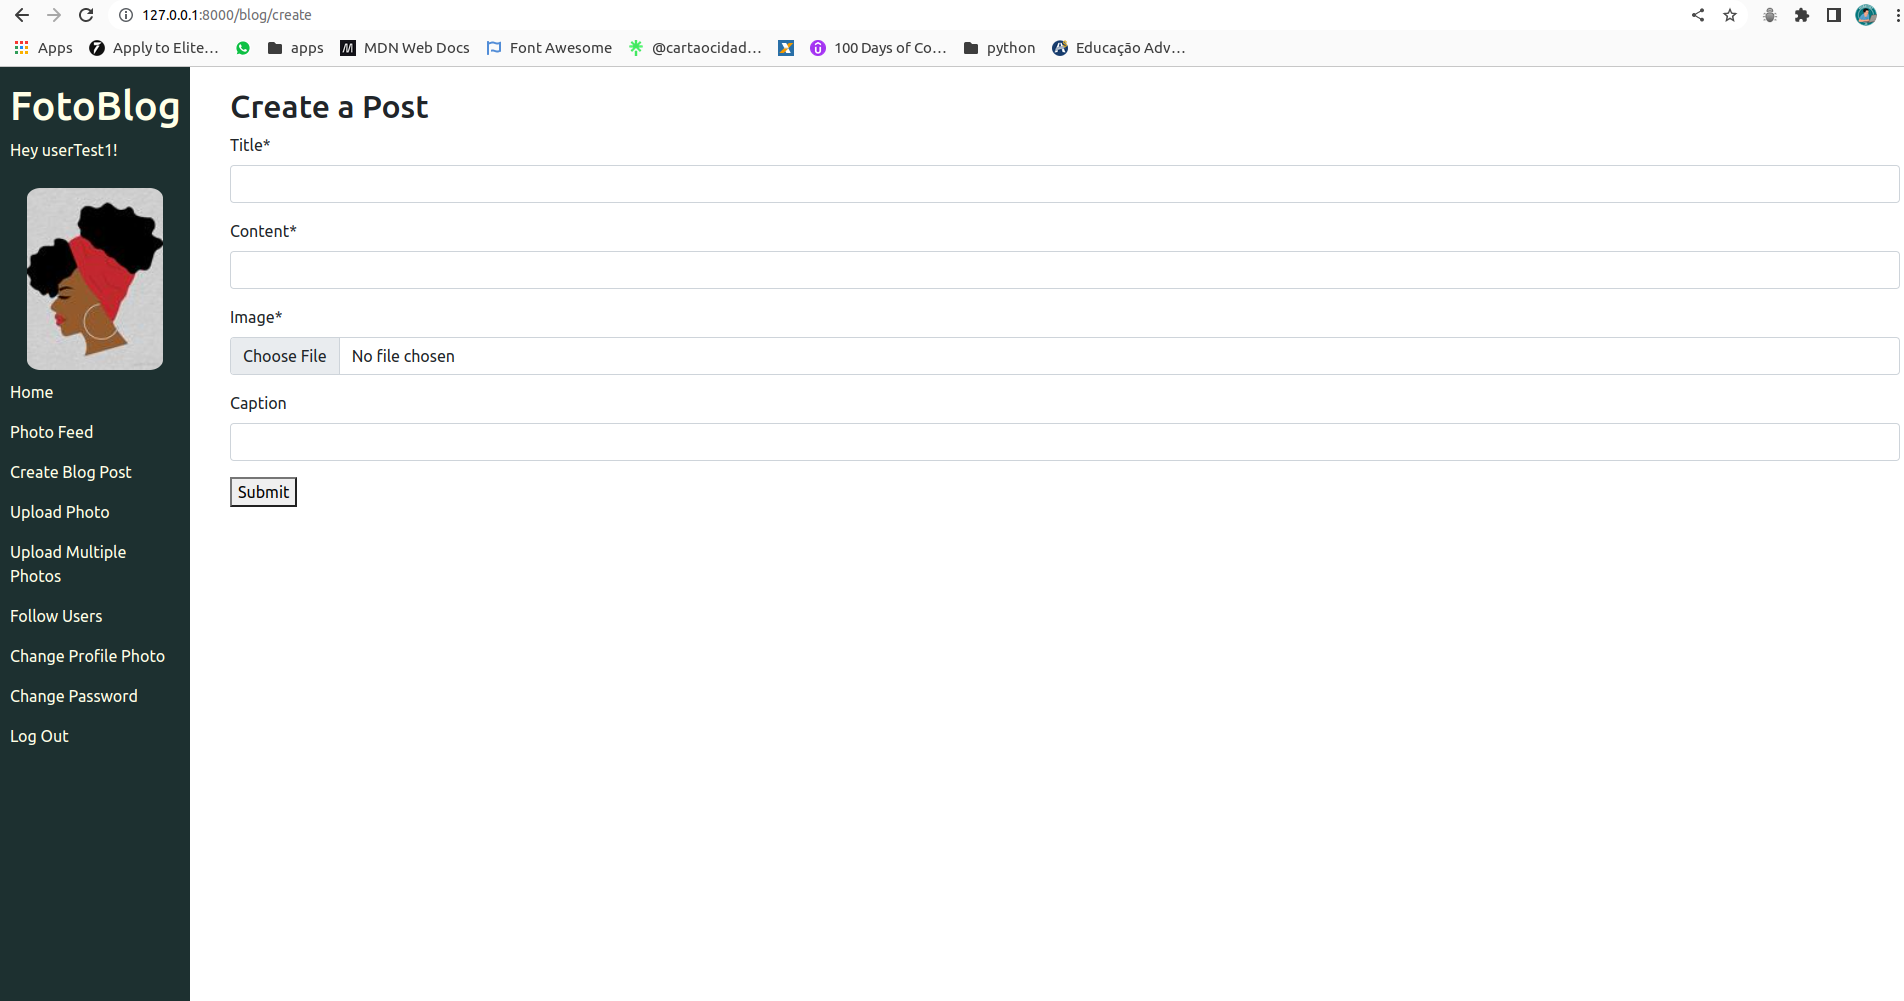 127.0.0.1:8000/blog/create
Apps Apply to Elite... apps MDN Web Docs Font Awesome @cartaocidad... 100 Days of Co... python Educação Adv...
FotoBlog
Hey userTest1!
Home
Photo Feed
Create Blog Post
Upload Photo
Upload Multiple
Photos
Follow Users
Change Profile Photo
Change Password
Log Out
Create a Post
Title*
Content*
Image*
Choose File No file chosen
Caption
Submit